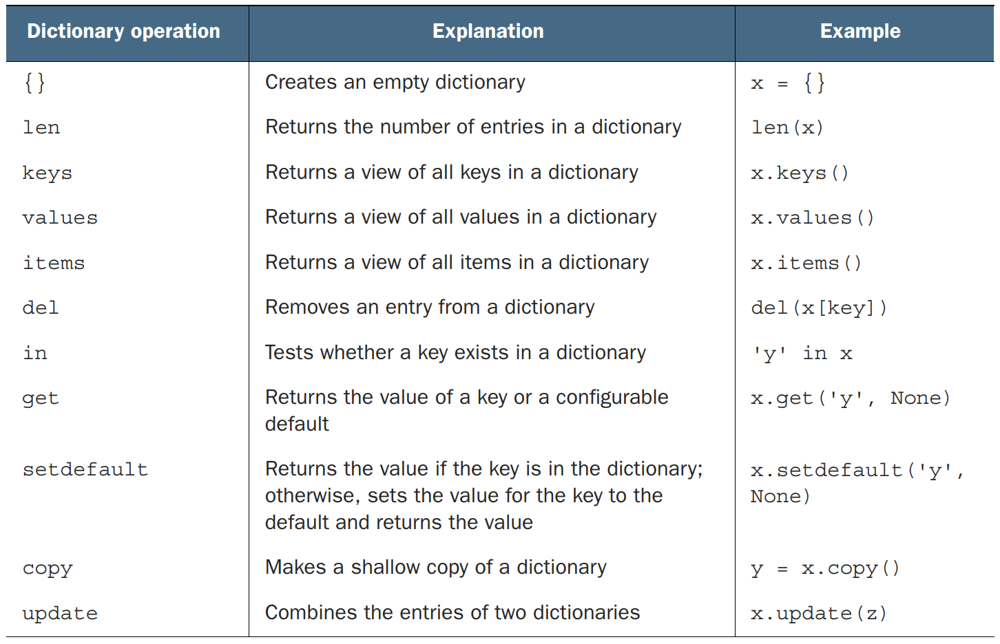 Dictionary operation Explanation Example
{} Creates an empty dictionary x = {}
len Returns the number of entries in a dictionary len(x)
keys Returns a view of all keys in a dictionary x.keys()
values Returns a view of all values in a dictionary x.values()
items Returns a view of all items in a dictionary x.items()
del Removes an entry from a dictionary del(x[key])
in Tests whether a key exists in a dictionary 'y' in x
get Returns the value of a key or a configurable x.get('y', None)
default
setdefault Returns the value if the key is in the dictionary; x.setdefault('y',
otherwise, sets the value for the key to the None)
default and returns the value
copy Makes a shallow copy of a dictionary y = x.copy()
update Combines the entries of two dictionaries x.update(z)